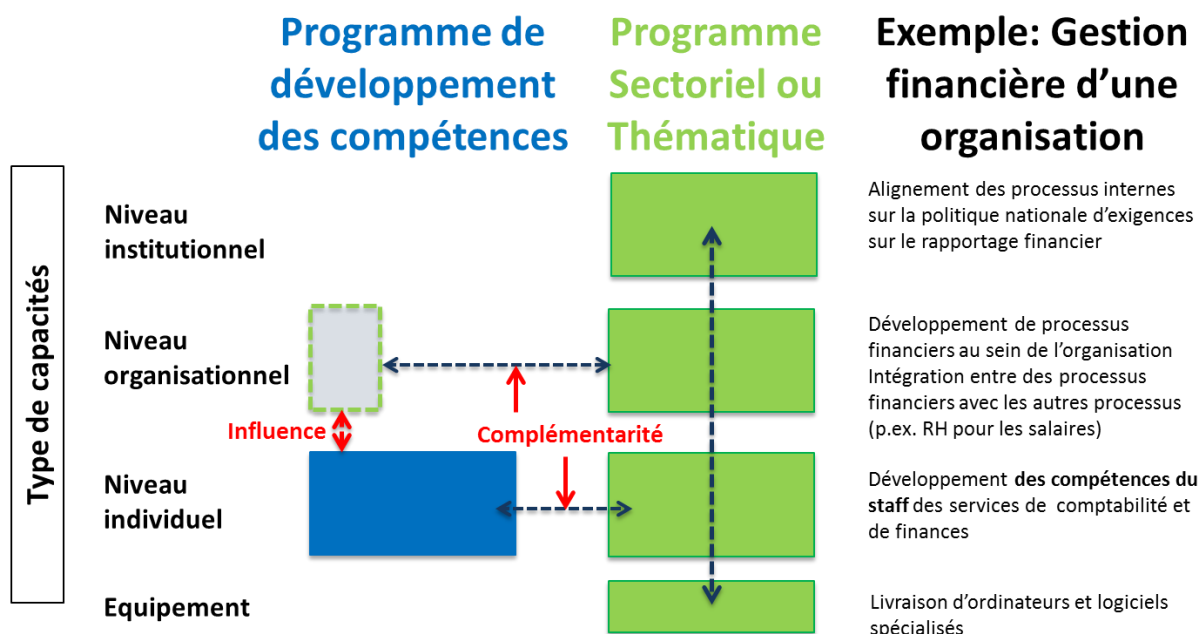 Programme de
développement
des compétences
Programme
Sectoriel ou
Thématique
Exemple: Gestion
financière d’une
organisation
Type de capacités
Niveau
institutionnel
Alignement des processus internes
sur la politique nationale d’exigences
sur le rapportage financier
Niveau
organisationnel
Développement de processus
financiers au sein de l’organisation
Intégration entre des processus
financiers avec les autres processus
(p.ex. RH pour les salaires)
Influence
Complémentarité
Niveau
individuel
Développement des compétences du
staff des services de comptabilité et
de finances
Equipement
Livraison d’ordinateurs et logiciels
spécialisés